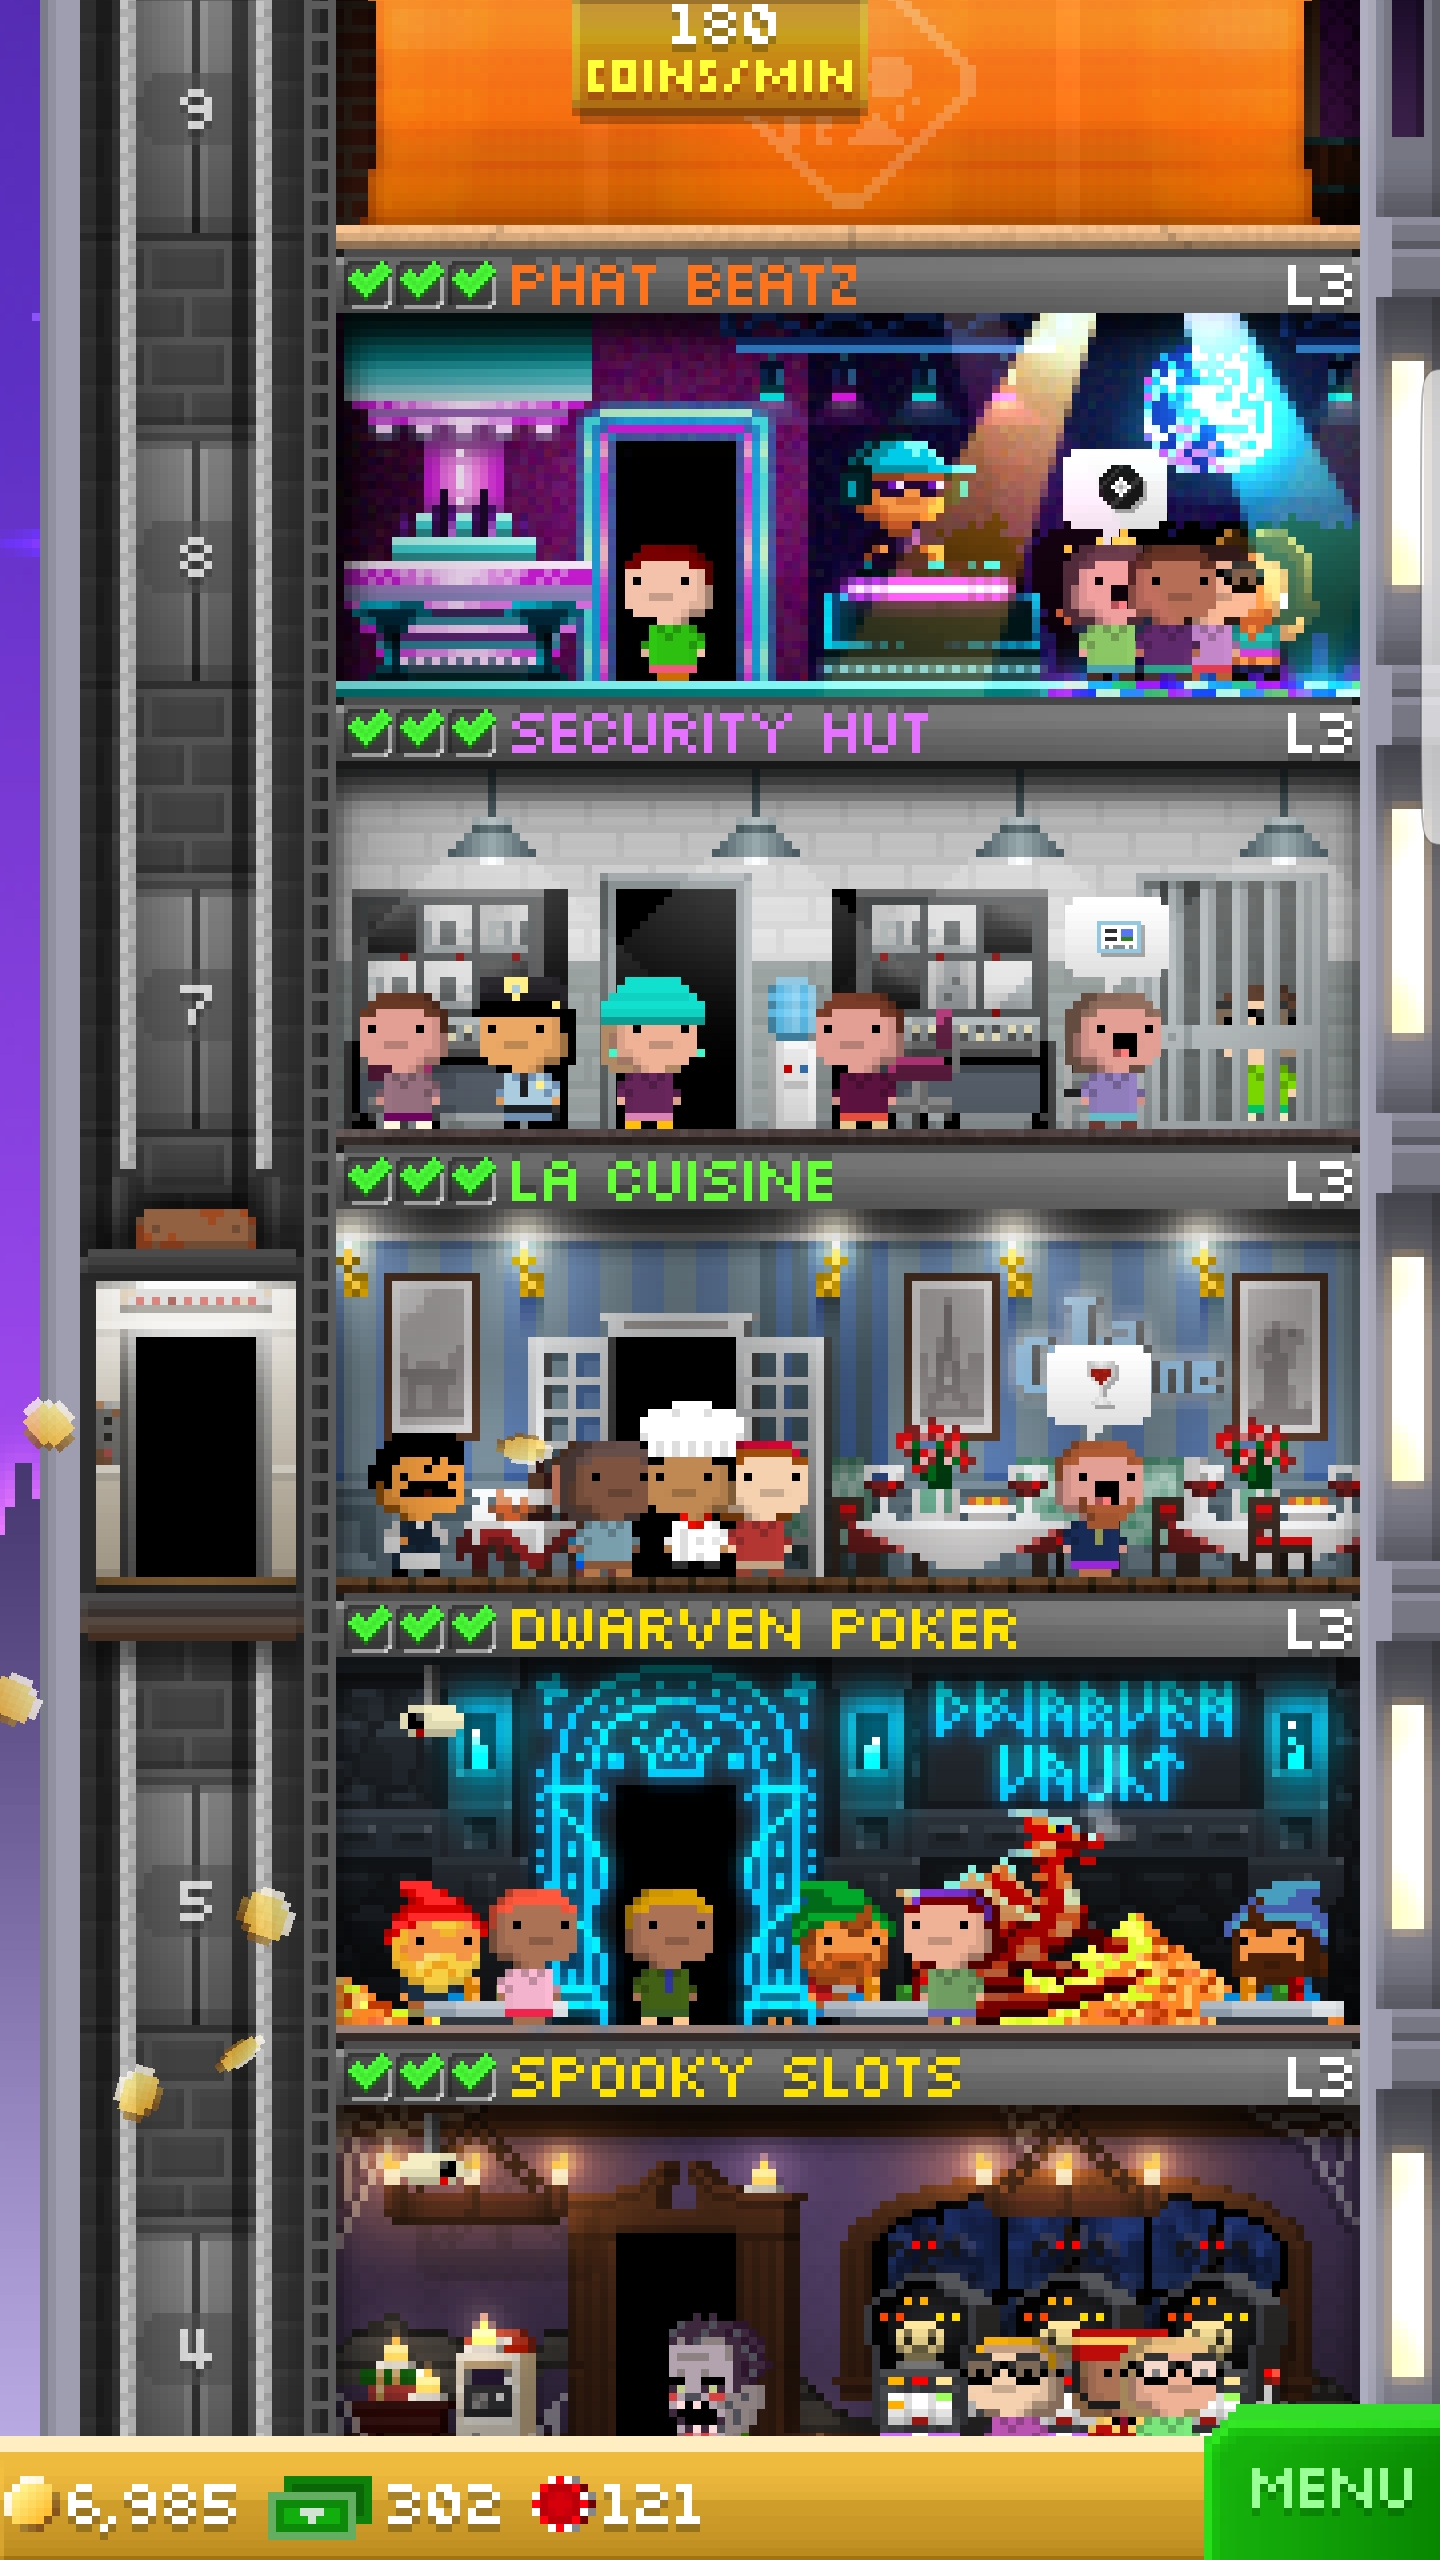 180
COINS/MIN
9
PHAT BEATZ L3
8
SECURITY HUT L3
7
LA CUISINE L3
La
ne
DWARVEN POKER L3
DWARVEN
VAULT
5
SPOOKY SLOTS L3
4
6,985 302 121
MENU